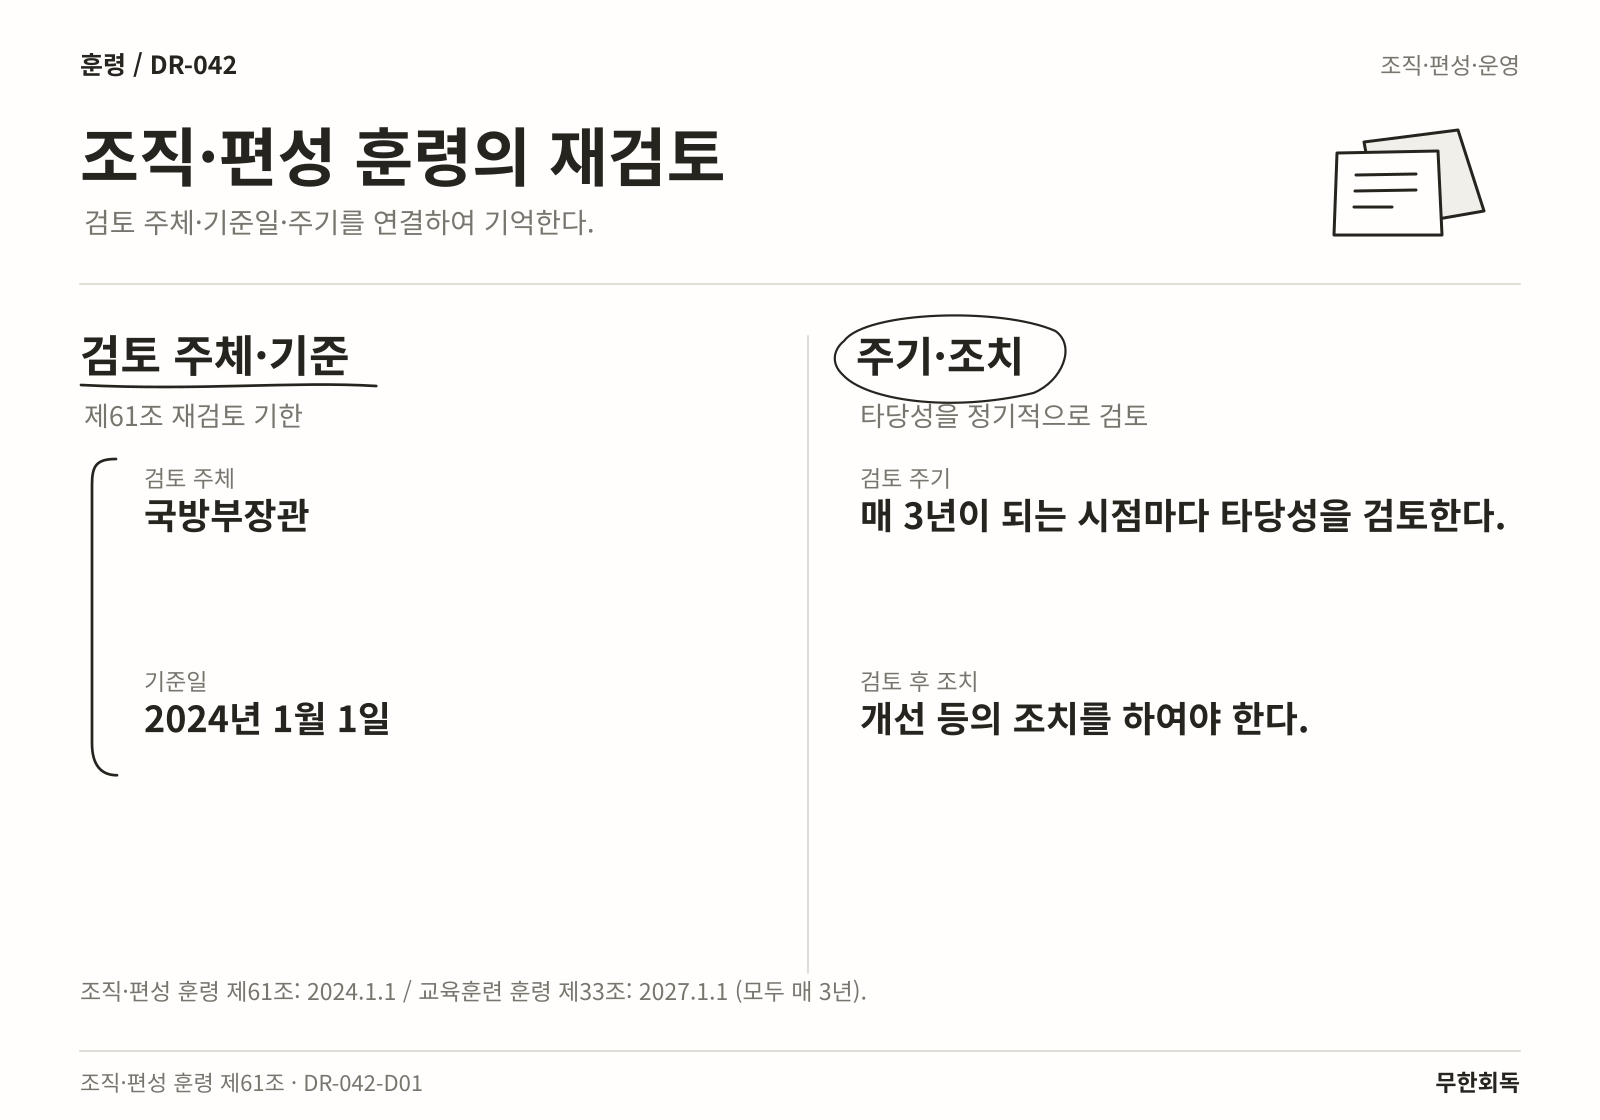 훈령 / DR-042
조직·편성·운영
조직·편성 훈령의 재검토
검토 주체·기준일·주기를 연결하여 기억한다.
검토 주체·기준
제61조 재검토 기한
검토 주체
국방부장관
기준일
2024년 1월 1일
주기·조치
타당성을 정기적으로 검토
검토 주기
매 3년이 되는 시점마다 타당성을 검토한다.
검토 후 조치
개선 등의 조치를 하여야 한다.
조직·편성 훈령 제61조: 2024.1.1 / 교육훈련 훈령 제33조: 2027.1.1 (모두 매 3년).
조직·편성 훈령 제61조 · DR-042-D01
무한회독